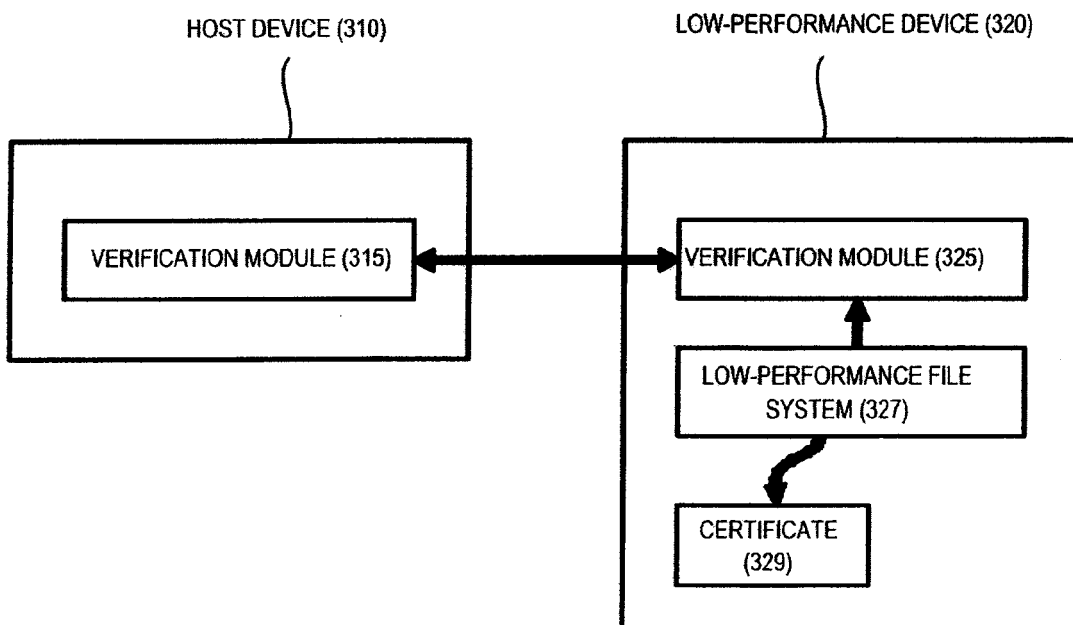 HOST DEVICE (310)
LOW-PERFORMANCE DEVICE (320)
VERIFICATION MODULE (315)
VERIFICATION MODULE (325)
LOW-PERFORMANCE FILE
SYSTEM (327)
CERTIFICATE
(329)